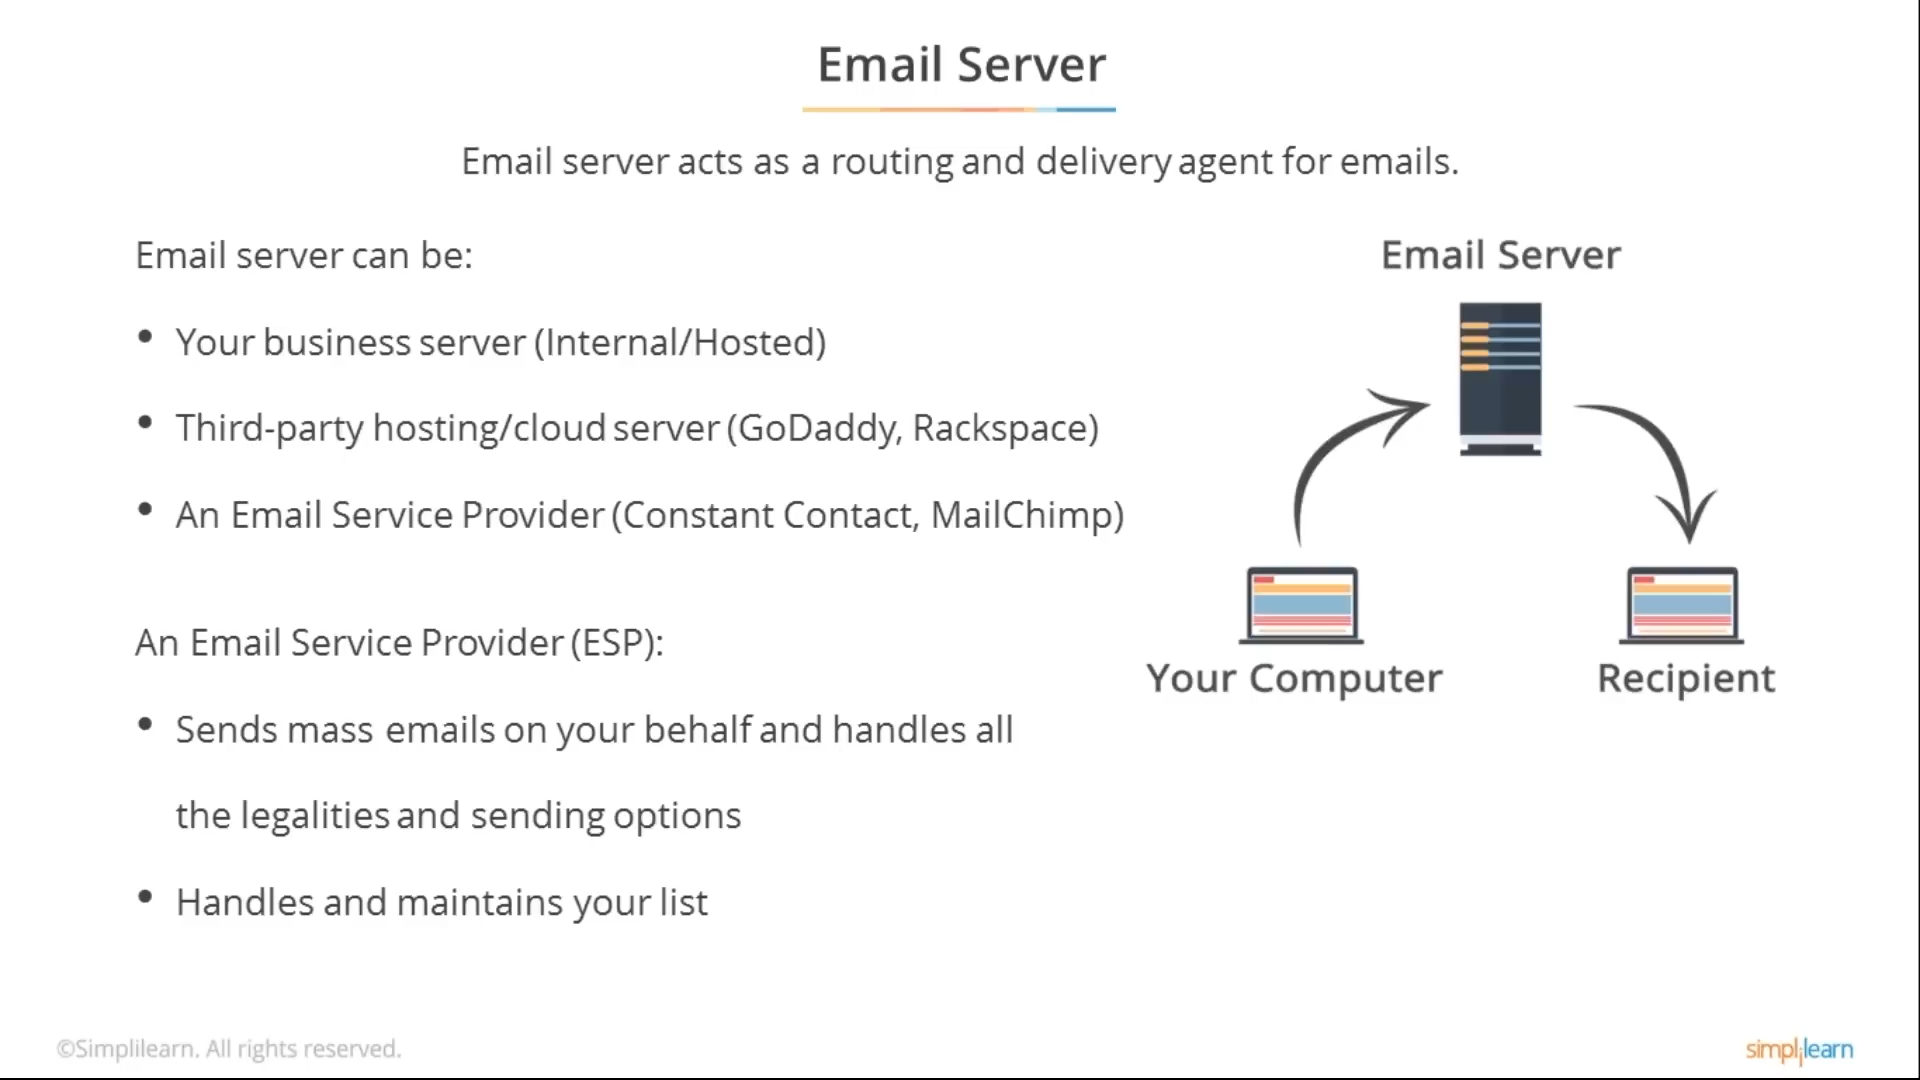 Email Server
Email server acts as a routing and delivery agent for emails.
Email server can be:
• Your business server (Internal/Hosted)
• Third-party hosting/cloud server (GoDaddy, Rackspace)
• An Email Service Provider (Constant Contact, MailChimp)
An Email Service Provider (ESP):
• Sends mass emails on your behalf and handles all
the legalities and sending options
• Handles and maintains your list
Email Server
Your Computer
Recipient
©Simplilearn. All rights reserved.
simplilearn